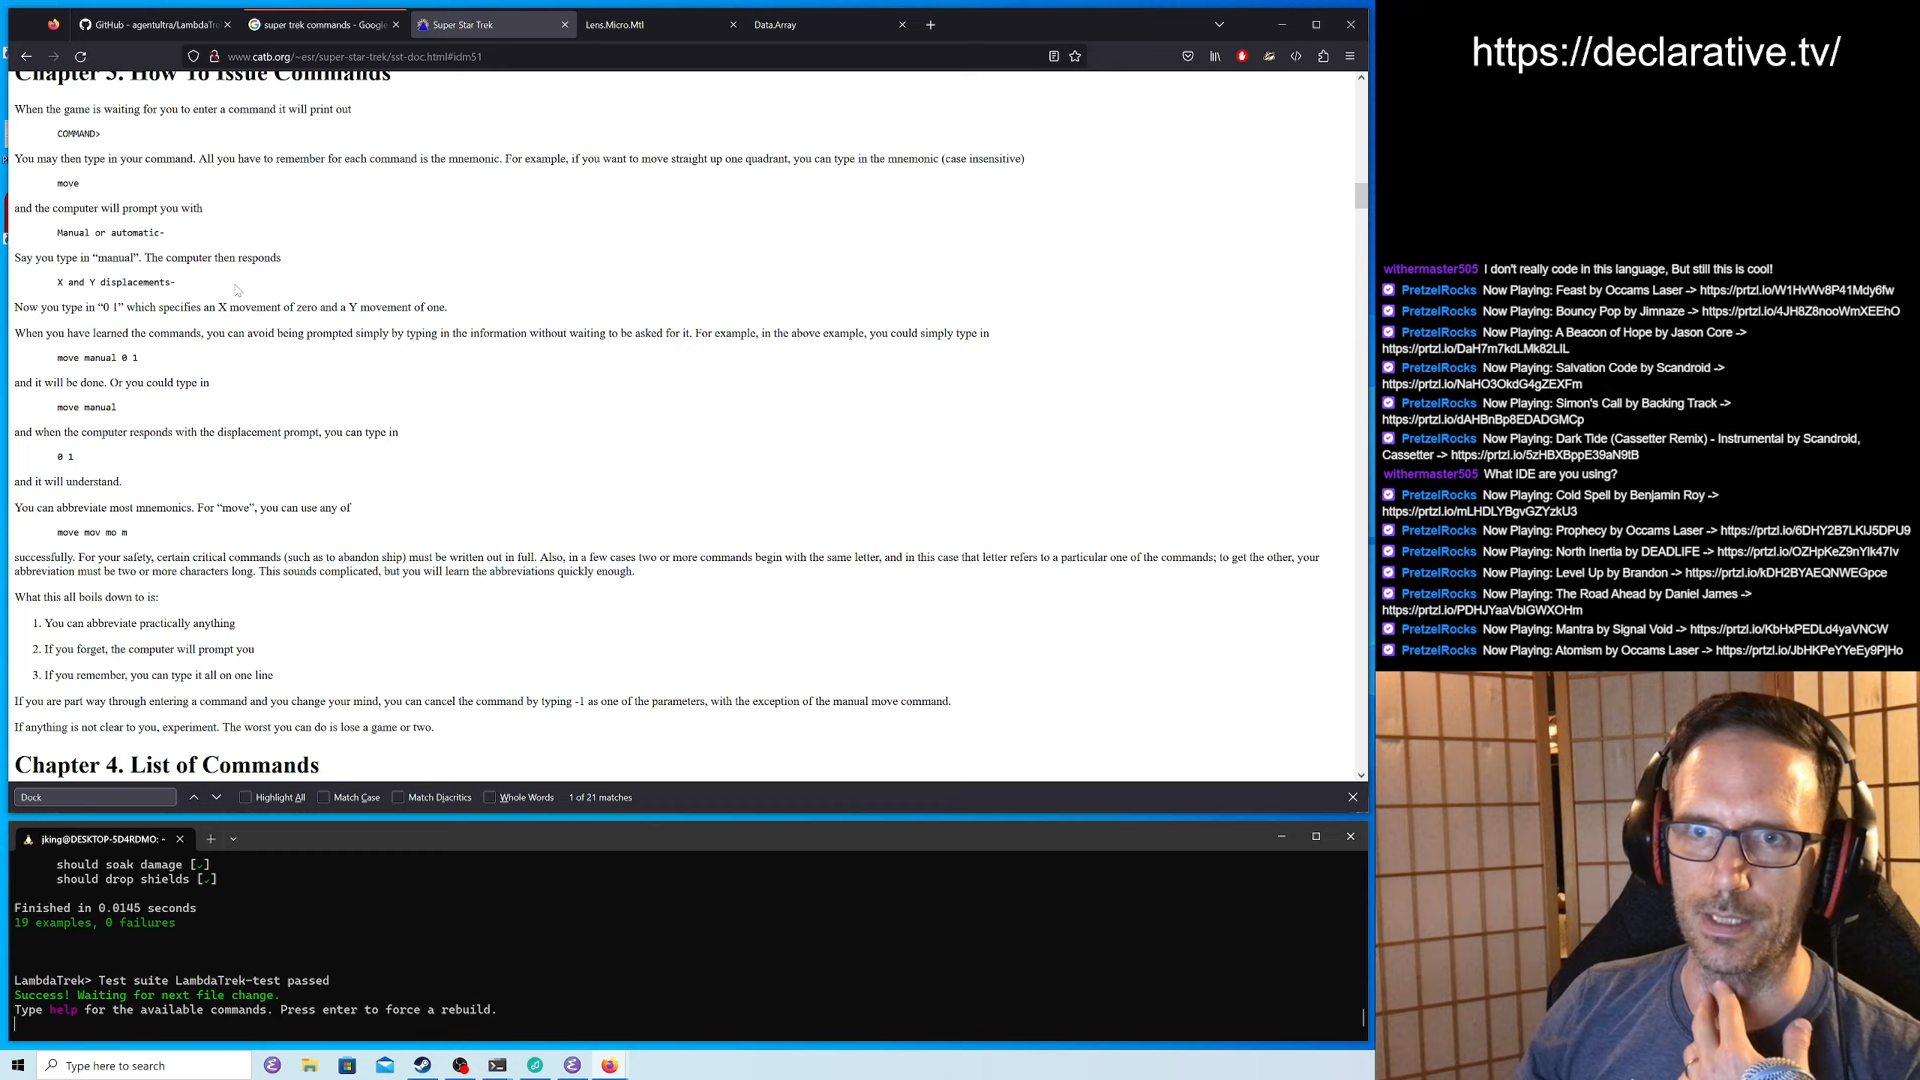 GitHub - agentultra/LambdaTre
super trek commands - Google
Super Star Trek
Lens.Micro.Mtl
Data.Array
www.catb.org/~esr/super-star-trek/sst-doc.html#idm51
Chapter 3. How To Issue Commands
When the game is waiting for you to enter a command it will print out
COMMAND>
You may then type in your command. All you have to remember for each command is the mnemonic. For example, if you want to move straight up one quadrant, you can type in the mnemonic (case insensitive)
move
and the computer will prompt you with
Manual or automatic-
Say you type in “manual”. The computer then responds
X and Y displacements-
Now you type in “0 1” which specifies an X movement of zero and a Y movement of one.
When you have learned the commands, you can avoid being prompted simply by typing in the information without waiting to be asked for it. For example, in the above example, you could simply type in
move manual 0 1
and it will be done. Or you could type in
move manual
and when the computer responds with the displacement prompt, you can type in
0 1
and it will understand.
You can abbreviate most mnemonics. For “move”, you can use any of
move mov mo m
successfully. For your safety, certain critical commands (such as to abandon ship) must be written out in full. Also, in a few cases two or more commands begin with the same letter, and in this case that letter refers to a particular one of the commands; to get the other, your
abbreviation must be two or more characters long. This sounds complicated, but you will learn the abbreviations quickly enough.
What this all boils down to is:
1. You can abbreviate practically anything
2. If you forget, the computer will prompt you
3. If you remember, you can type it all on one line
If you are part way through entering a command and you change your mind, you can cancel the command by typing -1 as one of the parameters, with the exception of the manual move command.
If anything is not clear to you, experiment. The worst you can do is lose a game or two.
Chapter 4. List of Commands
Dock
Highlight All
Match Case
Match Diacritics
Whole Words
1 of 21 matches
jking@DESKTOP-5D4RDMO: ~
should soak damage [✓]
should drop shields [✓]
Finished in 0.0145 seconds
19 examples, 0 failures
LambdaTrek> Test suite LambdaTrek-test passed
Success! Waiting for next file change.
Type help for the available commands. Press enter to force a rebuild.
Type here to search
https://declarative.tv/
withermaster505 I don't really code in this language, But still this is cool!
PretzelRocks Now Playing: Feast by Occams Laser -> https://prtzl.io/W1HvWv8P41Mdy6fw
PretzelRocks Now Playing: Bouncy Pop by Jimnaze -> https://prtzl.io/4JH8Z8nooWmXEEhO
PretzelRocks Now Playing: A Beacon of Hope by Jason Core ->
https://prtzl.io/DaH7m7kdLMk82LlL
PretzelRocks Now Playing: Salvation Code by Scandroid ->
https://prtzl.io/NaHO3OkdG4gZEXFm
PretzelRocks Now Playing: Simon's Call by Backing Track ->
https://prtzl.io/dAHBnBp8EDADGMCp
PretzelRocks Now Playing: Dark Tide (Cassetter Remix) - Instrumental by Scandroid,
Cassetter -> https://prtzl.io/5zHBXBppE39aN9tB
withermaster505 What IDE are you using?
PretzelRocks Now Playing: Cold Spell by Benjamin Roy ->
https://prtzl.io/mLHDLYBgvGZYzkU3
PretzelRocks Now Playing: Prophecy by Occams Laser -> https://prtzl.io/6DHY2B7LKlJ5DPU9
PretzelRocks Now Playing: North Inertia by DEADLIFE -> https://prtzl.io/OZHpKeZ9nYlk47Iv
PretzelRocks Now Playing: Level Up by Brandon -> https://prtzl.io/kDH2BYAEQNWEGpce
PretzelRocks Now Playing: The Road Ahead by Daniel James ->
https://prtzl.io/PDHJYaaVblGWXOHm
PretzelRocks Now Playing: Mantra by Signal Void -> https://prtzl.io/KbHxPEDLd4yaVNCW
PretzelRocks Now Playing: Atomism by Occams Laser -> https://prtzl.io/JbHKPeYYeEy9PjHo